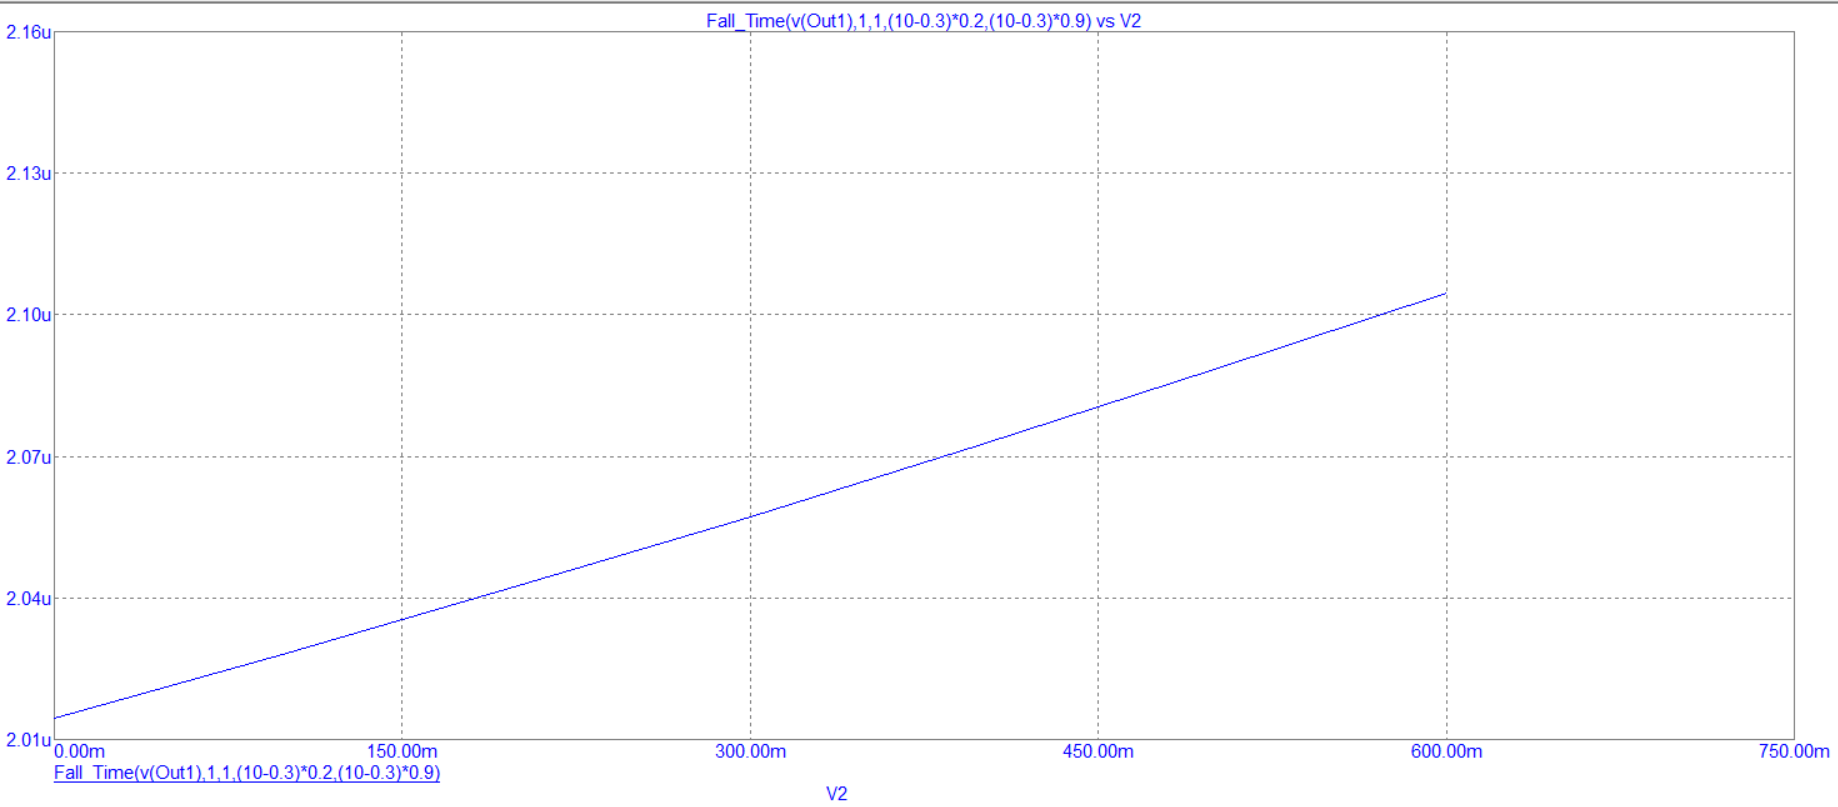 Fall_Time(v(Out1),1,1,(10-0.3)*0.2,(10-0.3)*0.9) vs V2
2.16u
2.13u
2.10u
2.07u
2.04u
2.01u
0.00m 150.00m 300.00m 450.00m 600.00m 750.00m
Fall_Time(v(Out1),1,1,(10-0.3)*0.2,(10-0.3)*0.9)
V2